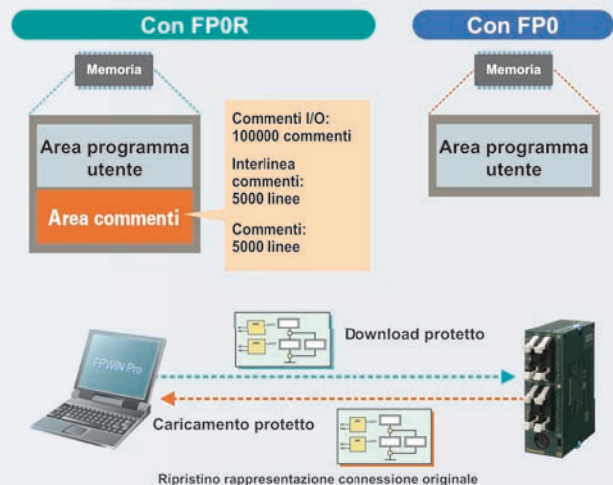 Con FP0R
Con FP0
Memoria
Memoria
Area programma
utente
Area commenti
Commenti I/O:
100000 commenti
Interlinea
commenti:
5000 linee
Commenti:
5000 linee
Area programma
utente
Download protetto
FPWIN Pro
Caricamento protetto
Ripristino rappresentazione connessione originale